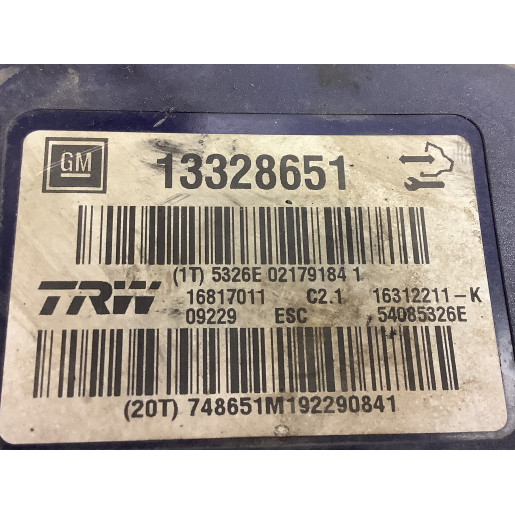 GM 13328651
(1T) 5326E 02179184 1
TRW 16817011 C2.1 16312211-K
09229 ESC 54085326E
(20T) 748651M192290841